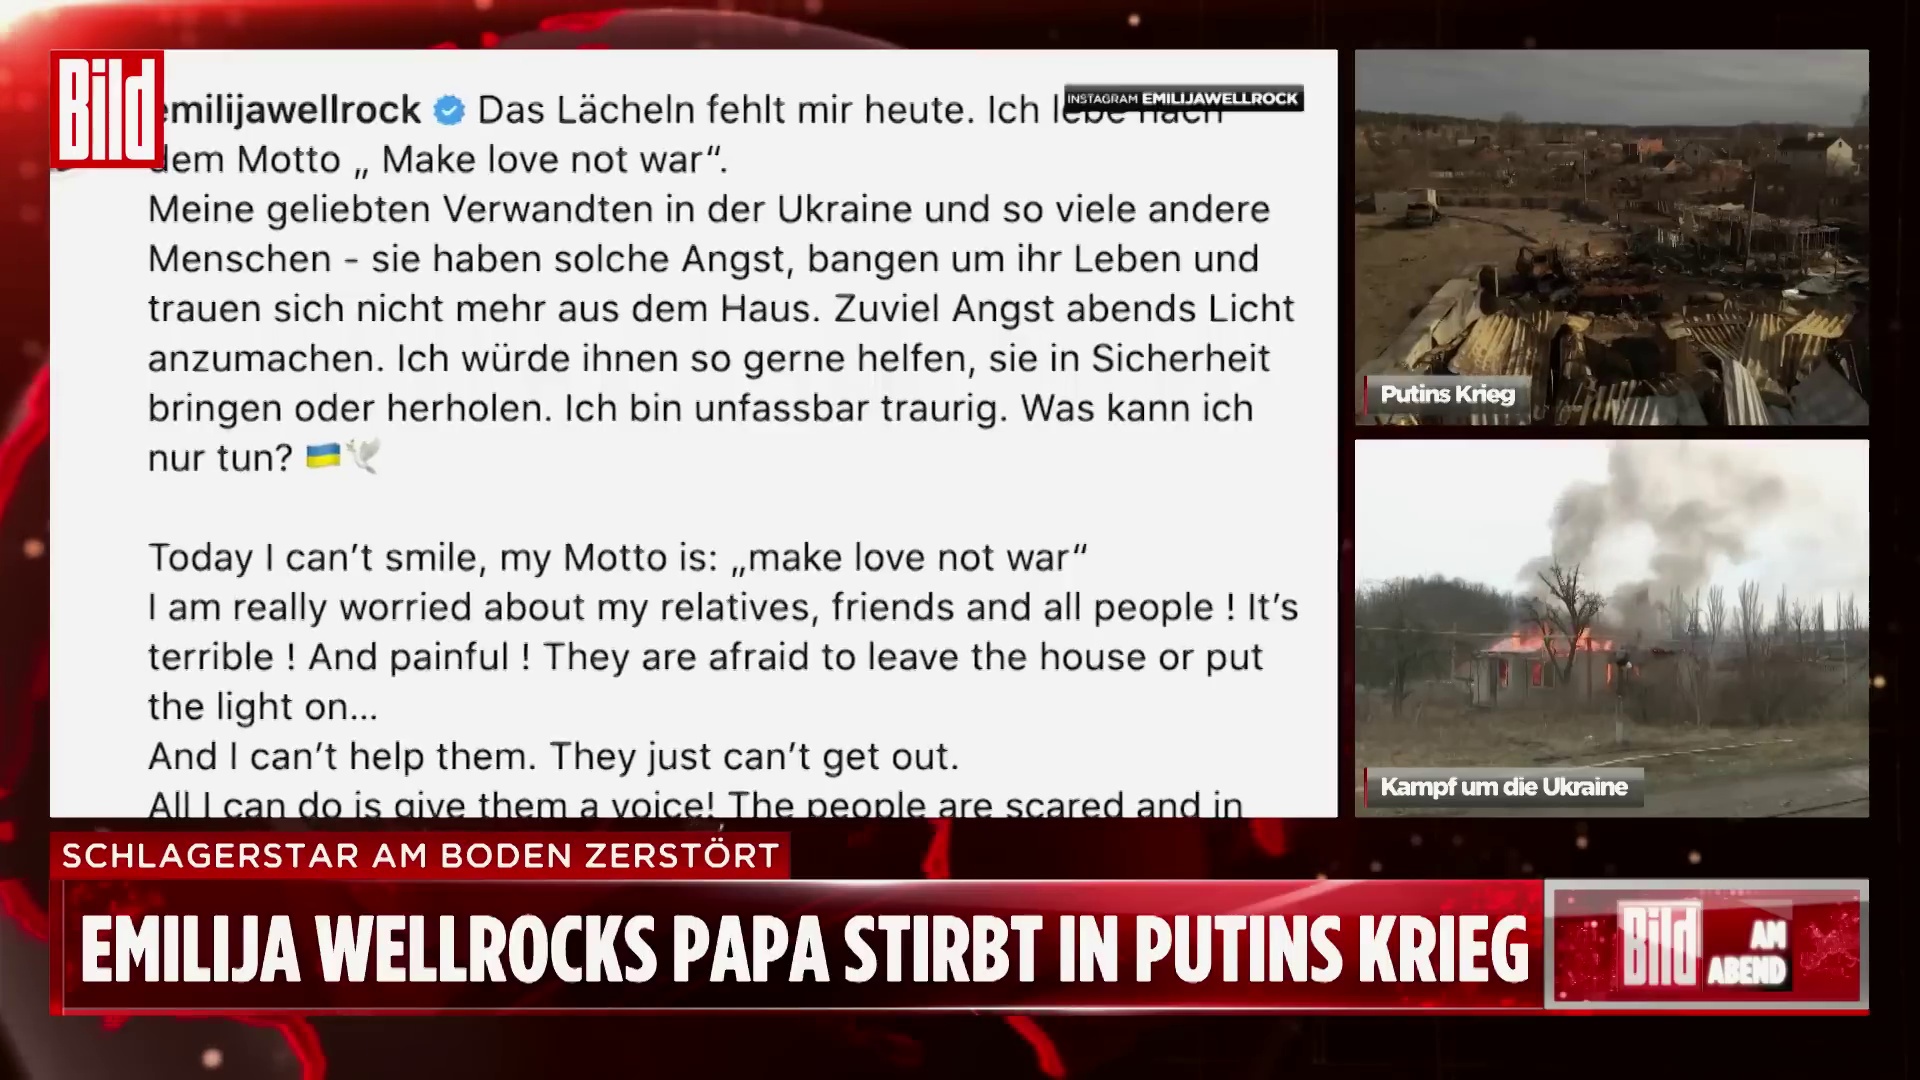 Bild
emilijawellrock Das Lächeln fehlt mir heute. Ich lebe nach
INSTAGRAM EMILIJAWELLROCK
dem Motto „ Make love not war“.
Meine geliebten Verwandten in der Ukraine und so viele andere
Menschen - sie haben solche Angst, bangen um ihr Leben und
trauen sich nicht mehr aus dem Haus. Zuviel Angst abends Licht
anzumachen. Ich würde ihnen so gerne helfen, sie in Sicherheit
bringen oder herholen. Ich bin unfassbar traurig. Was kann ich
nur tun? 🇺🇦🕊
Today I can’t smile, my Motto is: „make love not war“
I am really worried about my relatives, friends and all people ! It’s
terrible ! And painful ! They are afraid to leave the house or put
the light on...
And I can’t help them. They just can’t get out.
All I can do is give them a voice! The people are scared and in
Putins Krieg
Kampf um die Ukraine
SCHLAGERSTAR AM BODEN ZERSTÖRT
EMILIJA WELLROCKS PAPA STIRBT IN PUTINS KRIEG
Bild AM
ABEND